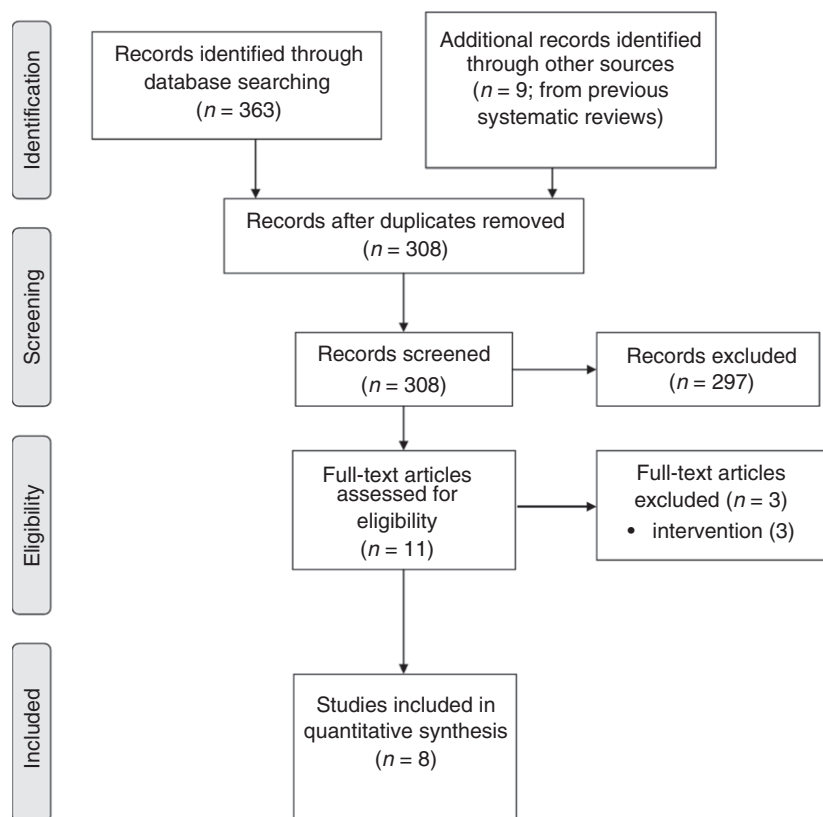 Identification
Records identified through
database searching
(n = 363)
Additional records identified
through other sources
(n = 9; from previous
systematic reviews)
Records after duplicates removed
(n = 308)
Screening
Records screened
(n = 308)
Records excluded
(n = 297)
Eligibility
Full-text articles
assessed for
eligibility
(n = 11)
Full-text articles
excluded (n = 3)
• intervention (3)
Included
Studies included in
quantitative synthesis
(n = 8)